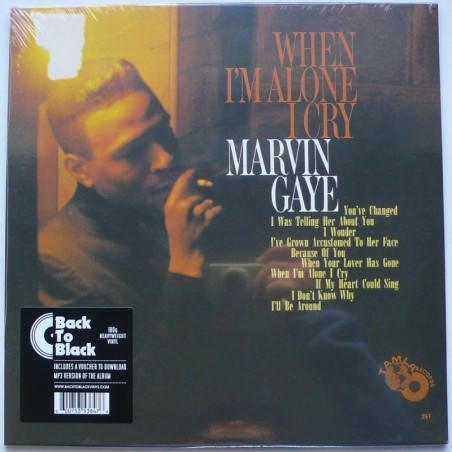 WHEN
I'M ALONE
I CRY
MARVIN
GAYE
You've Changed
I Was Telling Her About You
I Wonder
I've Grown Accustomed To Her Face
Because Of You
When Your Lover Has Gone
When I'm Alone I Cry
If My Heart Could Sing
I Don't Know Why
I'll Be Around
Back
To
Black
180g
HEAVYWEIGHT
VINYL
INCLUDES A VOUCHER TO DOWNLOAD
MP3 VERSION OF THE ALBUM
WWW.BACKTOBLACKVINYL.COM
TAMLA
251